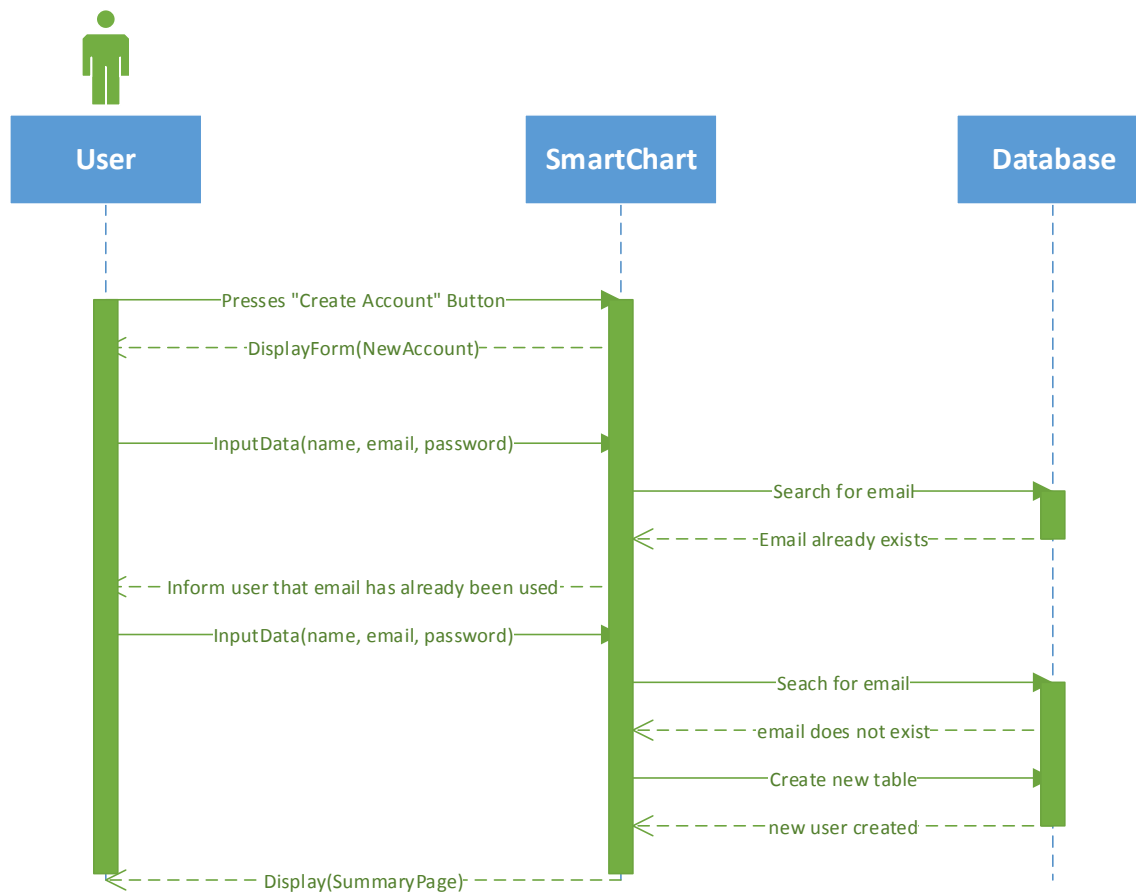 User
SmartChart
Database
Presses "Create Account" Button
DisplayForm(NewAccount)
InputData(name, email, password)
Search for email
Email already exists
Inform user that email has already been used
InputData(name, email, password)
Seach for email
email does not exist
Create new table
new user created
Display(SummaryPage)